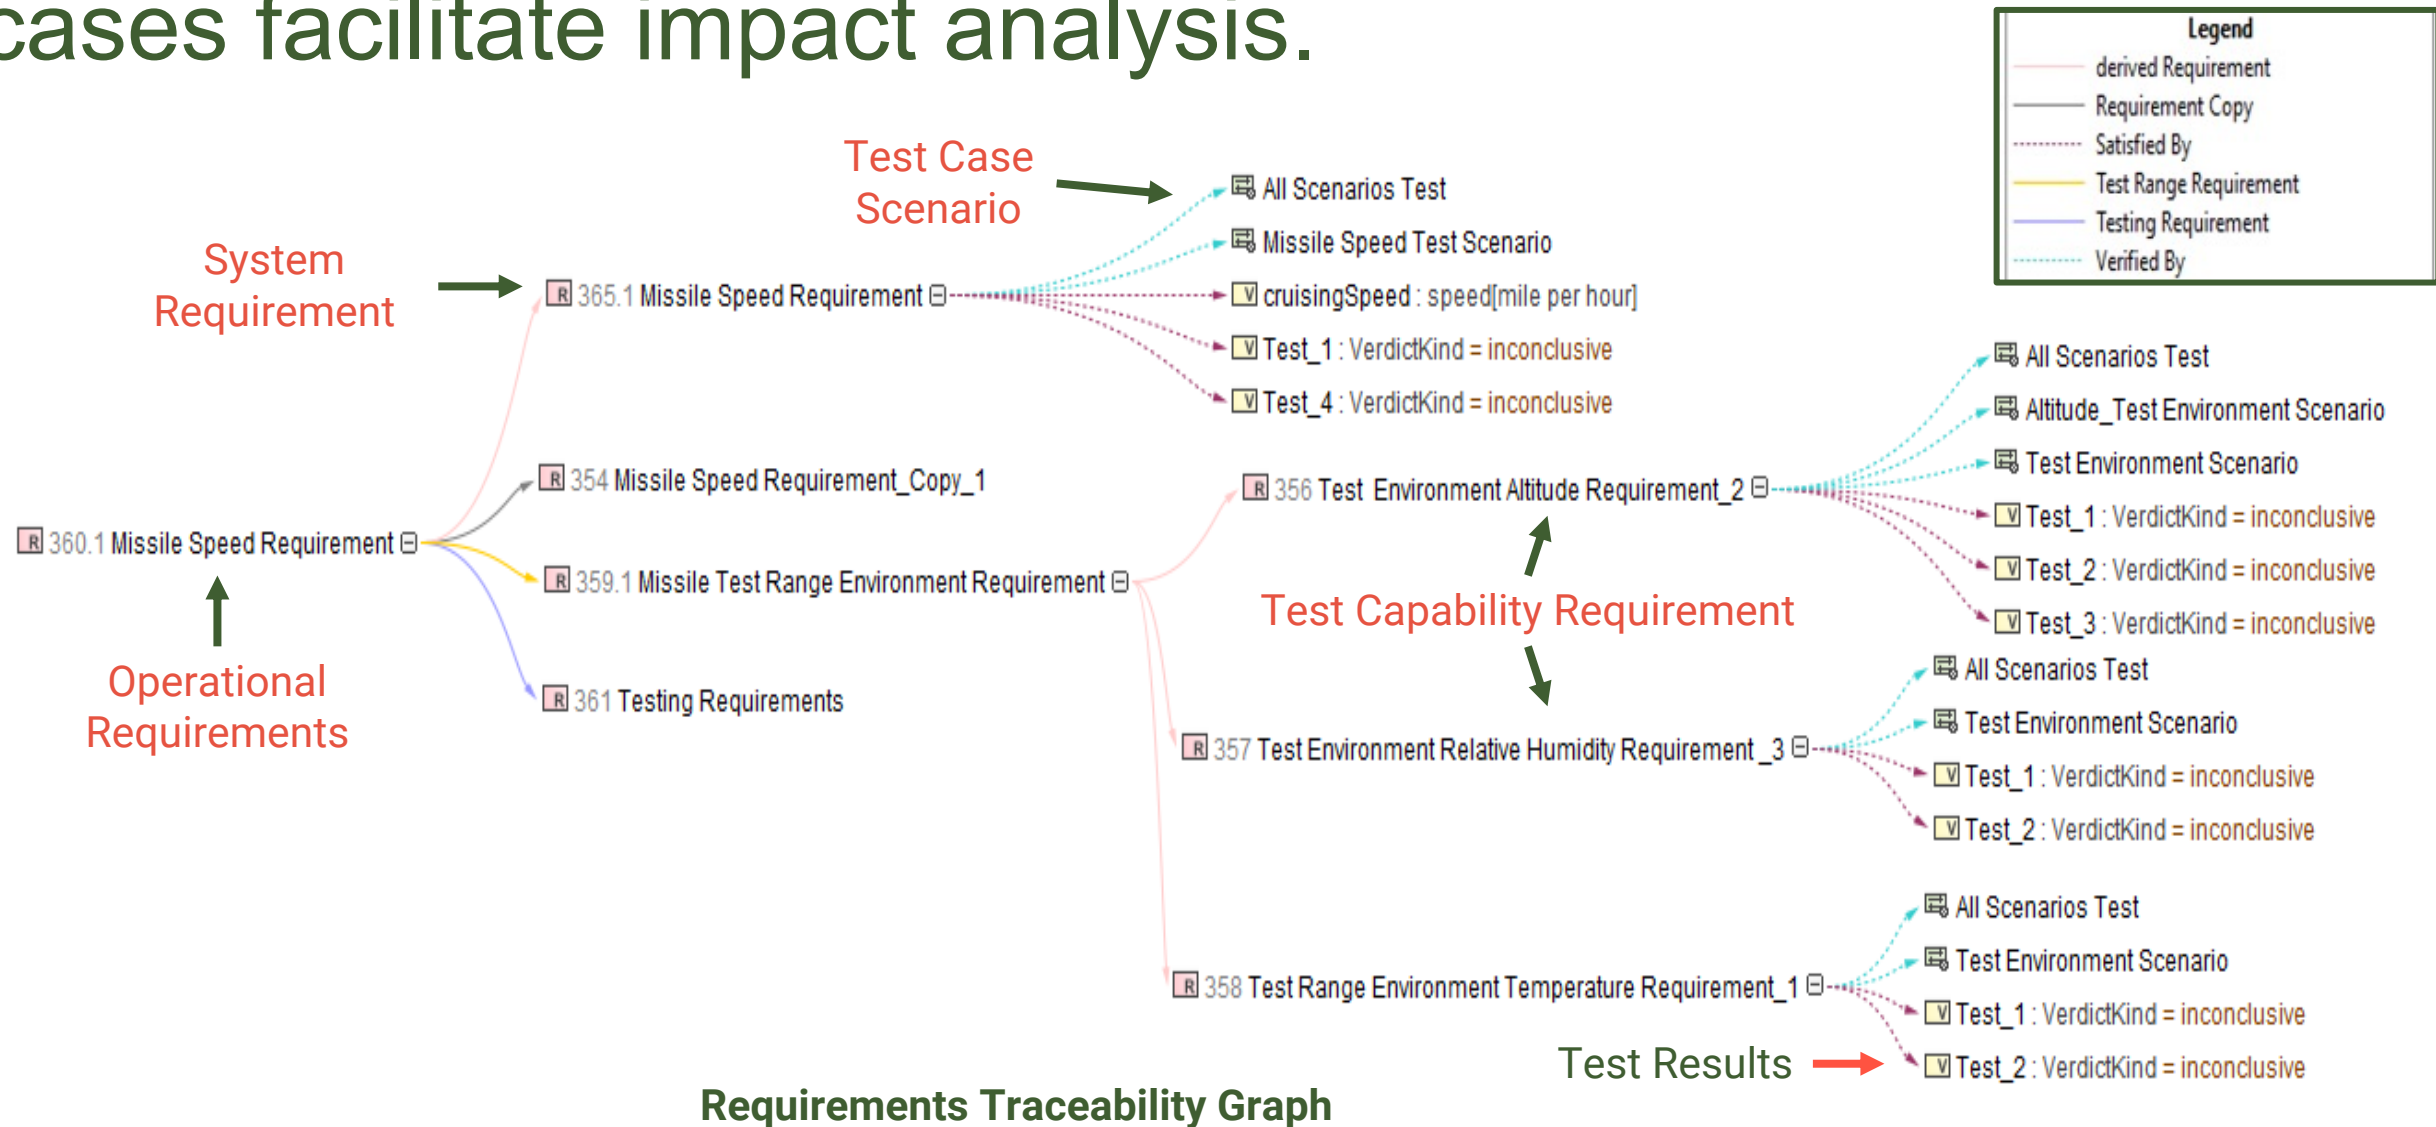 cases facilitate impact analysis.
Legend
derived Requirement
Requirement Copy
Satisfied By
Test Range Requirement
Testing Requirement
Verified By
Test Case
Scenario
System
Requirement
Operational
Requirements
R 360.1 Missile Speed Requirement
R 365.1 Missile Speed Requirement
All Scenarios Test
Missile Speed Test Scenario
V cruisingSpeed : speed[mile per hour]
V Test_1 : VerdictKind = inconclusive
V Test_4 : VerdictKind = inconclusive
R 354 Missile Speed Requirement_Copy_1
R 359.1 Missile Test Range Environment Requirement
R 361 Testing Requirements
R 356 Test Environment Altitude Requirement_2
All Scenarios Test
Altitude_Test Environment Scenario
Test Environment Scenario
V Test_1 : VerdictKind = inconclusive
V Test_2 : VerdictKind = inconclusive
V Test_3 : VerdictKind = inconclusive
Test Capability Requirement
R 357 Test Environment Relative Humidity Requirement _3
All Scenarios Test
Test Environment Scenario
V Test_1 : VerdictKind = inconclusive
V Test_2 : VerdictKind = inconclusive
R 358 Test Range Environment Temperature Requirement_1
All Scenarios Test
Test Environment Scenario
V Test_1 : VerdictKind = inconclusive
V Test_2 : VerdictKind = inconclusive
Test Results
Requirements Traceability Graph